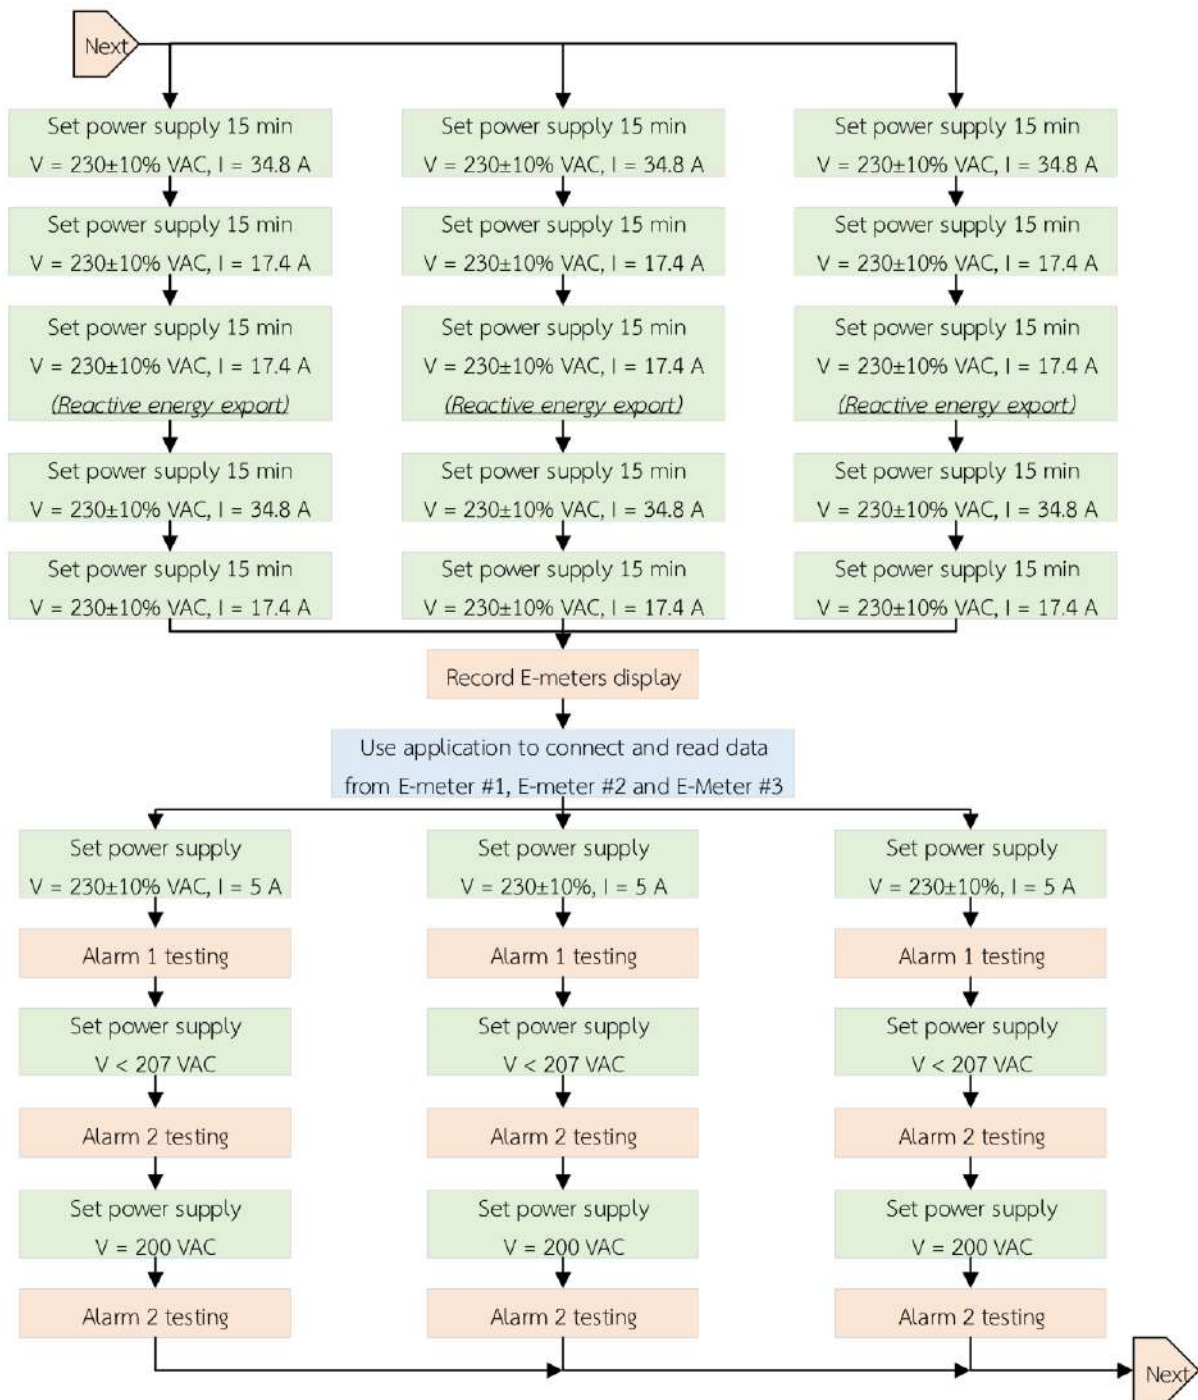 Next
Set power supply 15 min
V = 230±10% VAC, I = 34.8 A
Set power supply 15 min
V = 230±10% VAC, I = 34.8 A
Set power supply 15 min
V = 230±10% VAC, I = 34.8 A
Set power supply 15 min
V = 230±10% VAC, I = 17.4 A
Set power supply 15 min
V = 230±10% VAC, I = 17.4 A
Set power supply 15 min
V = 230±10% VAC, I = 17.4 A
Set power supply 15 min
V = 230±10% VAC, I = 17.4 A
(Reactive energy export)
Set power supply 15 min
V = 230±10% VAC, I = 17.4 A
(Reactive energy export)
Set power supply 15 min
V = 230±10% VAC, I = 17.4 A
(Reactive energy export)
Set power supply 15 min
V = 230±10% VAC, I = 34.8 A
Set power supply 15 min
V = 230±10% VAC, I = 34.8 A
Set power supply 15 min
V = 230±10% VAC, I = 34.8 A
Set power supply 15 min
V = 230±10% VAC, I = 17.4 A
Set power supply 15 min
V = 230±10% VAC, I = 17.4 A
Set power supply 15 min
V = 230±10% VAC, I = 17.4 A
Record E-meters display
Use application to connect and read data
from E-meter #1, E-meter #2 and E-Meter #3
Set power supply
V = 230±10% VAC, I = 5 A
Set power supply
V = 230±10%, I = 5 A
Set power supply
V = 230±10%, I = 5 A
Alarm 1 testing
Alarm 1 testing
Alarm 1 testing
Set power supply
V < 207 VAC
Set power supply
V < 207 VAC
Set power supply
V < 207 VAC
Alarm 2 testing
Alarm 2 testing
Alarm 2 testing
Set power supply
V = 200 VAC
Set power supply
V = 200 VAC
Set power supply
V = 200 VAC
Alarm 2 testing
Alarm 2 testing
Alarm 2 testing
Next